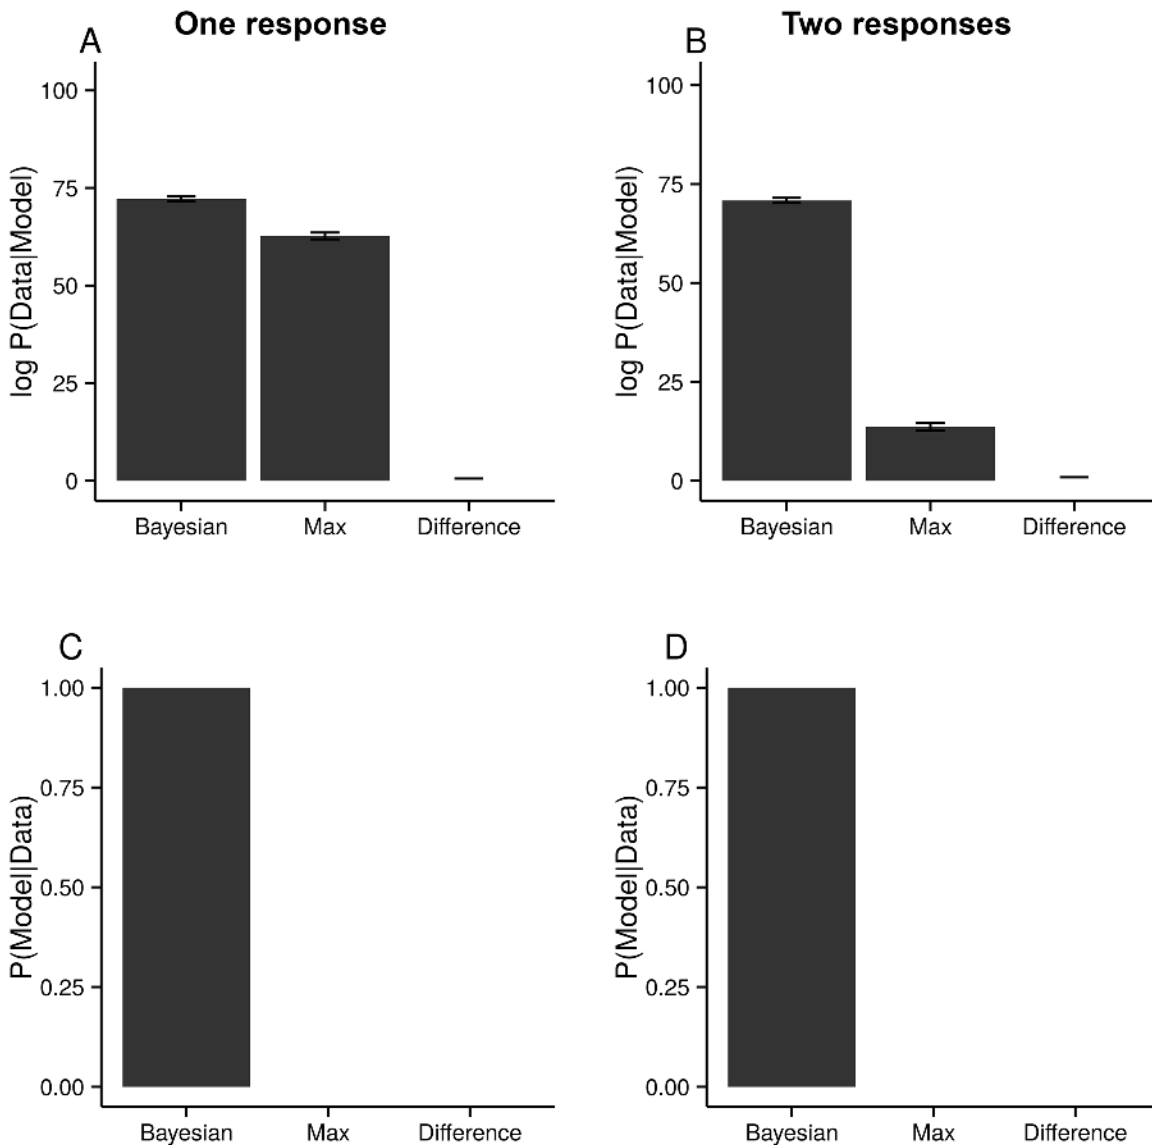 One response
Two responses
A
B
log P(Data|Model)
100
75
50
25
0
Bayesian Max Difference
log P(Data|Model)
100
75
50
25
0
Bayesian Max Difference
C
D
P(Model|Data)
1.00
0.75
0.50
0.25
0.00
Bayesian Max Difference
P(Model|Data)
1.00
0.75
0.50
0.25
0.00
Bayesian Max Difference